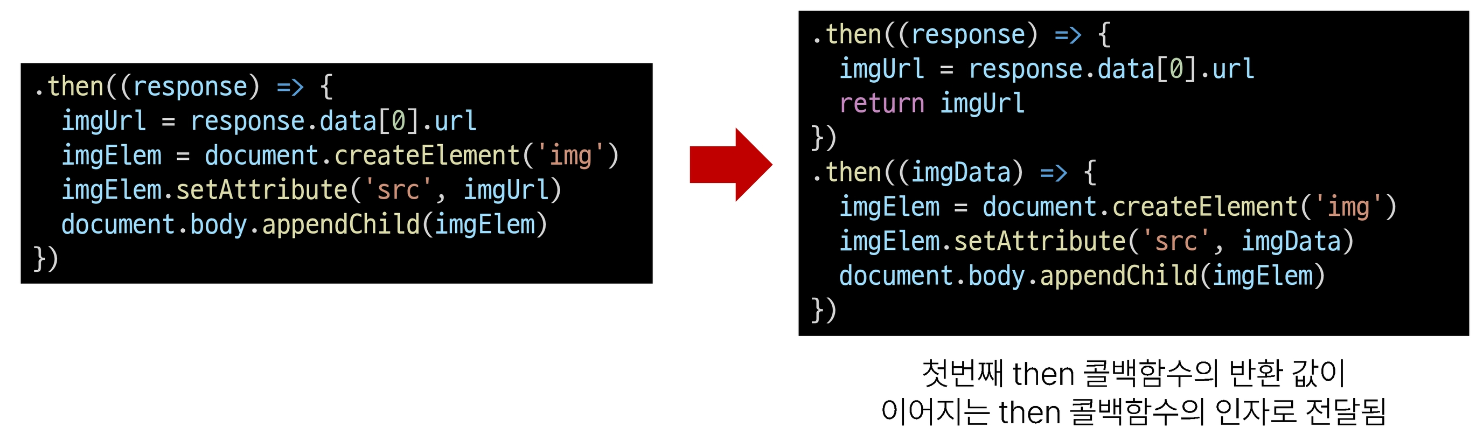 .then((response) => {
  imgUrl = response.data[0].url
  imgElem = document.createElement('img')
  imgElem.setAttribute('src', imgUrl)
  document.body.appendChild(imgElem)
})
.then((response) => {
  imgUrl = response.data[0].url
  return imgUrl
})
.then((imgData) => {
  imgElem = document.createElement('img')
  imgElem.setAttribute('src', imgData)
  document.body.appendChild(imgElem)
})
첫번째 then 콜백함수의 반환 값이
이어지는 then 콜백함수의 인자로 전달됨